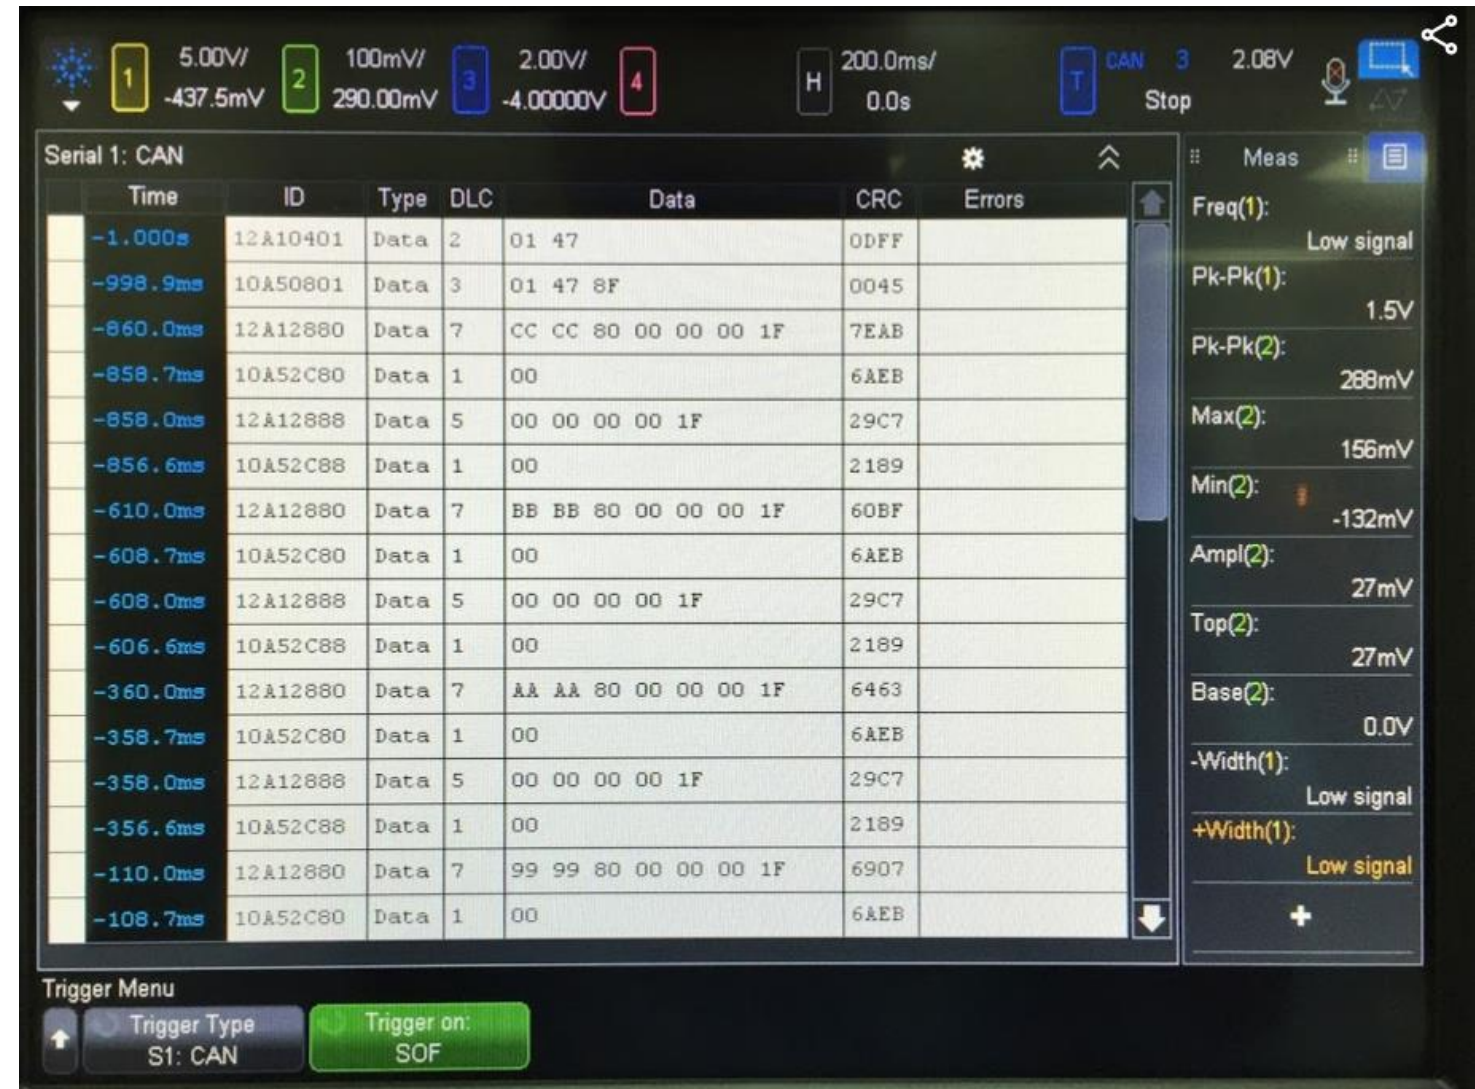 1 5.00V/ 2 100mV/ 3 2.00V/ 4 H 200.0ms/ T CAN 3 2.08V
-437.5mV 290.00mV -4.00000V 0.0s Stop
Serial 1: CAN
Meas
Time ID Type DLC Data CRC Errors
-1.000s 12A10401 Data 2 01 47 0DFF
-998.9ms 10A50801 Data 3 01 47 8F 0045
-860.0ms 12A12880 Data 7 CC CC 80 00 00 00 1F 7EAB
-858.7ms 10A52C80 Data 1 00 6AEB
-858.0ms 12A12888 Data 5 00 00 00 00 1F 29C7
-856.6ms 10A52C88 Data 1 00 2189
-610.0ms 12A12880 Data 7 BB BB 80 00 00 00 1F 60BF
-608.7ms 10A52C80 Data 1 00 6AEB
-608.0ms 12A12888 Data 5 00 00 00 00 1F 29C7
-606.6ms 10A52C88 Data 1 00 2189
-360.0ms 12A12880 Data 7 AA AA 80 00 00 00 1F 6463
-358.7ms 10A52C80 Data 1 00 6AEB
-358.0ms 12A12888 Data 5 00 00 00 00 1F 29C7
-356.6ms 10A52C88 Data 1 00 2189
-110.0ms 12A12880 Data 7 99 99 80 00 00 00 1F 6907
-108.7ms 10A52C80 Data 1 00 6AEB
Freq(1):
Low signal
Pk-Pk(1):
1.5V
Pk-Pk(2):
288mV
Max(2):
156mV
Min(2):
-132mV
Ampl(2):
27mV
Top(2):
27mV
Base(2):
0.0V
-Width(1):
Low signal
+Width(1):
Low signal
Trigger Menu
Trigger Type
S1: CAN
Trigger on:
SOF